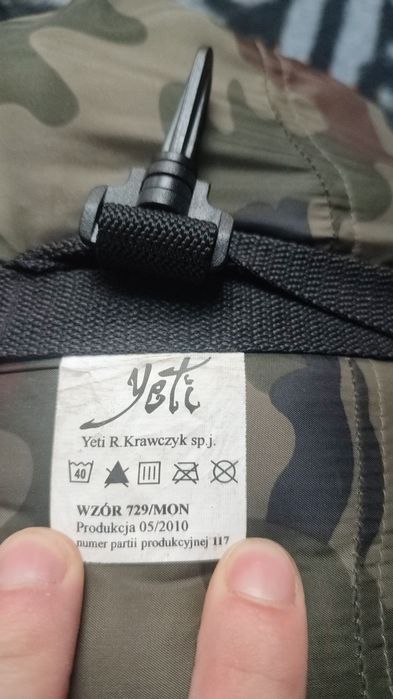 Yeti
Yeti R.Krawczyk sp.j.
40
WZÓR 729/MON
Produkcja 05/2010
numer partii produkcyjnej 117